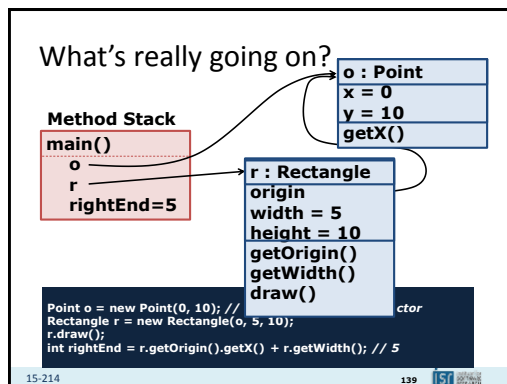 What's really going on?
o : Point
x = 0
y = 10
getX()
Method Stack
main()
o
r
rightEnd=5
r : Rectangle
origin
width = 5
height = 10
getOrigin()
getWidth()
draw()
Point o = new Point(0, 10); // ctor
Rectangle r = new Rectangle(o, 5, 10);
r.draw();
int rightEnd = r.getOrigin().getX() + r.getWidth(); // 5
15-214
139
isr